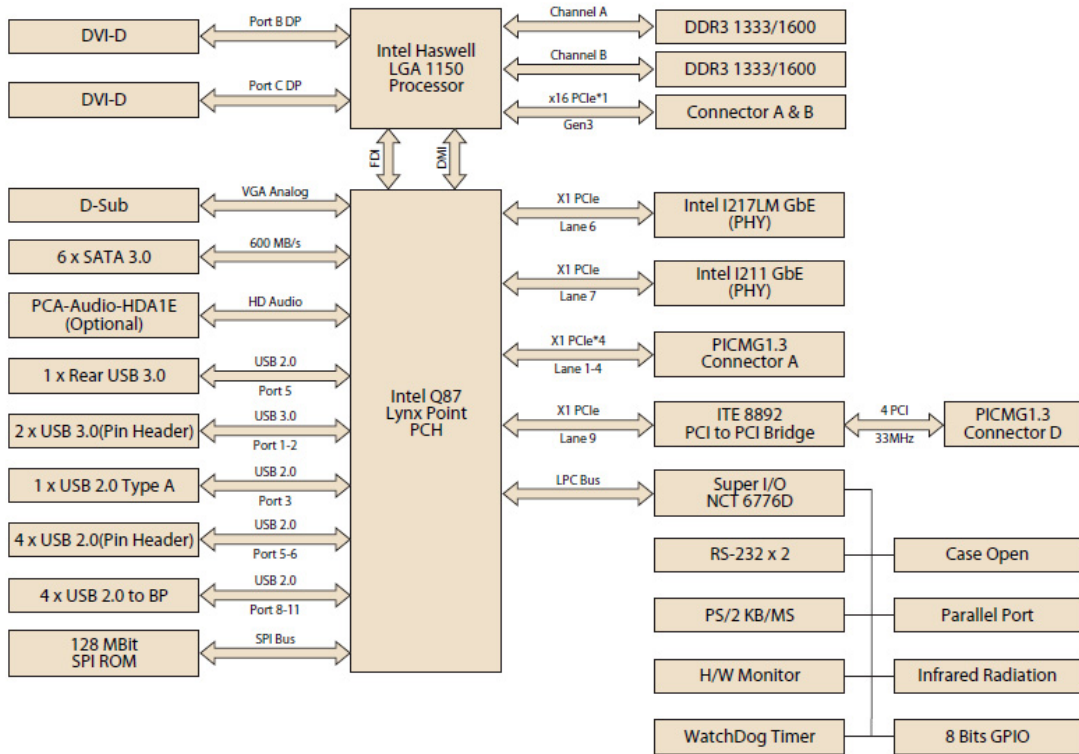 DVI-D
Port B DP
Intel Haswell
LGA 1150
Processor
Channel A
DDR3 1333/1600
DVI-D
Port C DP
Channel B
DDR3 1333/1600
x16 PCIe*1
Gen3
Connector A & B
FDI
DMI
D-Sub
VGA Analog
6 x SATA 3.0
600 MB/s
PCA-Audio-HDA1E
(Optional)
HD Audio
1 x Rear USB 3.0
USB 2.0
Port 5
2 x USB 3.0(Pin Header)
USB 3.0
Port 1-2
1 x USB 2.0 Type A
USB 2.0
Port 3
4 x USB 2.0(Pin Header)
USB 2.0
Port 5-6
4 x USB 2.0 to BP
USB 2.0
Port 8-11
128 MBit
SPI ROM
SPI Bus
Intel Q87
Lynx Point
PCH
X1 PCIe
Lane 6
Intel I217LM GbE
(PHY)
X1 PCIe
Lane 7
Intel I211 GbE
(PHY)
X1 PCIe*4
Lane 1-4
PICMG1.3
Connector A
X1 PCIe
Lane 9
ITE 8892
PCI to PCI Bridge
4 PCI
33MHz
PICMG1.3
Connector D
LPC Bus
Super I/O
NCT 6776D
RS-232 x 2
Case Open
PS/2 KB/MS
Parallel Port
H/W Monitor
Infrared Radiation
WatchDog Timer
8 Bits GPIO